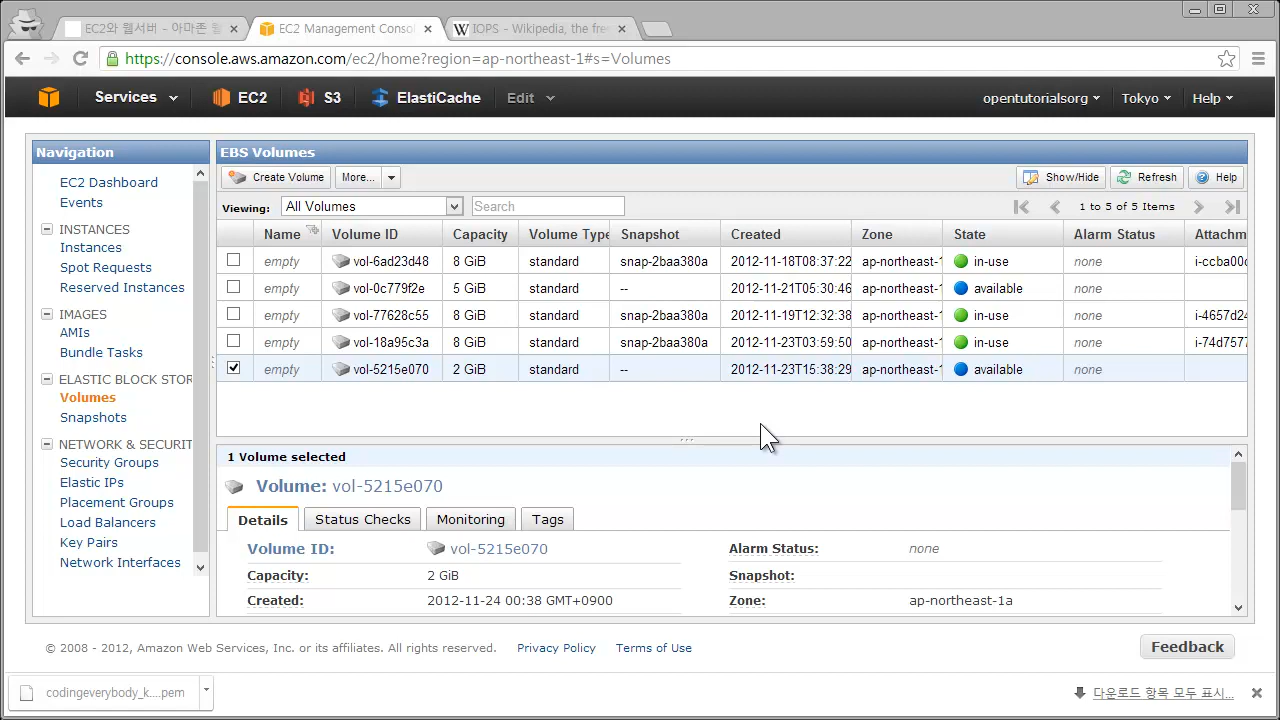 EC2와 웹서버 - 아마존 웹
EC2 Management Conso
IOPS - Wikipedia, the fre
https://console.aws.amazon.com/ec2/home?region=ap-northeast-1#s=Volumes
Services EC2 S3 ElastiCache Edit opentutorialsorg Tokyo Help
Navigation
EC2 Dashboard
Events
INSTANCES
Instances
Spot Requests
Reserved Instances
IMAGES
AMIs
Bundle Tasks
ELASTIC BLOCK STOR
Volumes
Snapshots
NETWORK & SECURIT
Security Groups
Elastic IPs
Placement Groups
Load Balancers
Key Pairs
Network Interfaces
EBS Volumes
Create Volume More... Show/Hide Refresh Help
Viewing: All Volumes Search 1 to 5 of 5 Items
Name Volume ID Capacity Volume Type Snapshot Created Zone State Alarm Status Attachm
empty vol-6ad23d48 8 GiB standard snap-2baa380a 2012-11-18T08:37:22 ap-northeast-1 in-use none i-ccba00c
empty vol-0c779f2e 5 GiB standard -- 2012-11-21T05:30:46 ap-northeast-1 available none
empty vol-77628c55 8 GiB standard snap-2baa380a 2012-11-19T12:32:38 ap-northeast-1 in-use none i-4657d24
empty vol-18a95c3a 8 GiB standard snap-2baa380a 2012-11-23T03:59:50 ap-northeast-1 in-use none i-74d7577
empty vol-5215e070 2 GiB standard -- 2012-11-23T15:38:29 ap-northeast-1 available none
1 Volume selected
Volume: vol-5215e070
Details Status Checks Monitoring Tags
Volume ID: vol-5215e070 Alarm Status: none
Capacity: 2 GiB Snapshot:
Created: 2012-11-24 00:38 GMT+0900 Zone: ap-northeast-1a
© 2008 - 2012, Amazon Web Services, Inc. or its affiliates. All rights reserved. Privacy Policy Terms of Use Feedback
codingeverybody_k....pem 다운로드 항목 모두 표시...